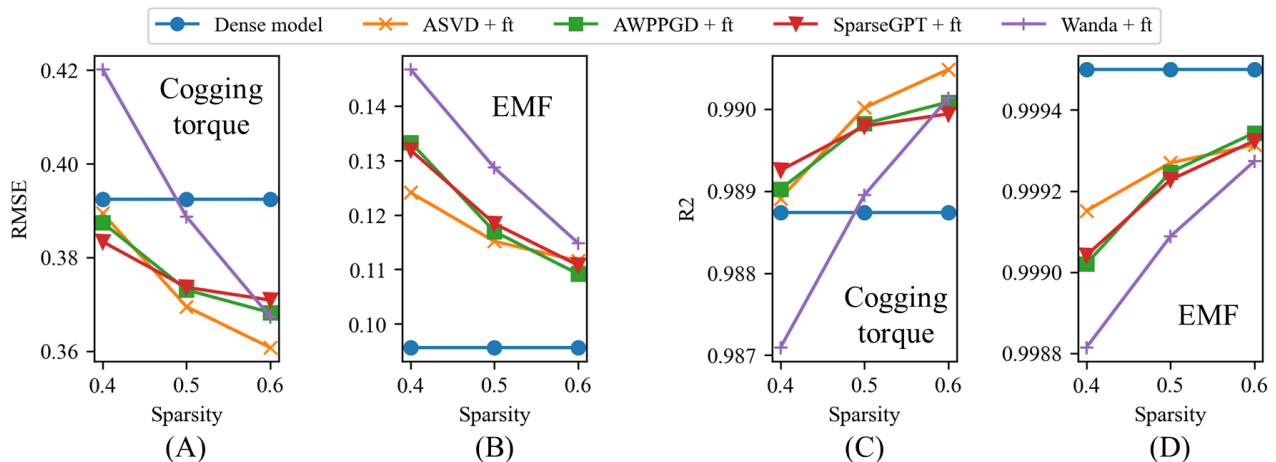 Dense model ASVD + ft AWPPGD + ft SparseGPT + ft Wanda + ft
RMSE
0.42
0.40
0.38
0.36
Cogging
torque
0.4 0.5 0.6
Sparsity
(A)
0.14
0.13
0.12
0.11
0.10
EMF
0.4 0.5 0.6
Sparsity
(B)
R2
0.990
0.989
0.988
0.987
Cogging
torque
0.4 0.5 0.6
Sparsity
(C)
0.9994
0.9992
0.9990
0.9988
EMF
0.4 0.5 0.6
Sparsity
(D)